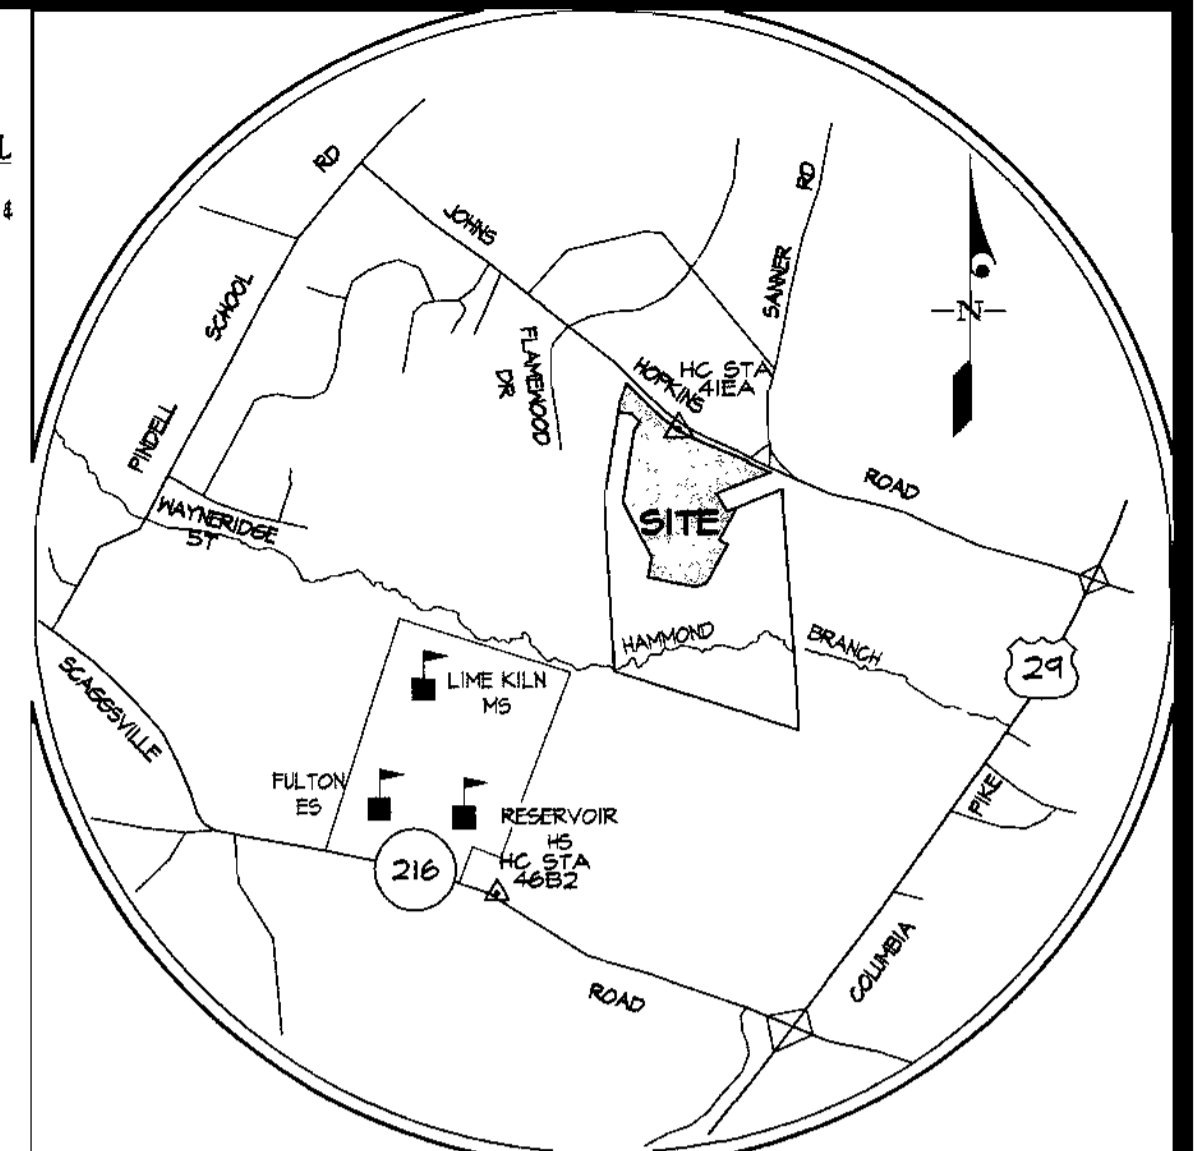 L
&
RD
JOHNS
SCHOOL
PINDELL
FLAMEWOOD
DR
SANNER
RD
-N-
HOPKINS
HC STA
41EA
ROAD
WAYNERIDGE
ST
SITE
HAMMOND
BRANCH
29
SCAGGSVILLE
LIME KILN
MS
FULTON
ES
RESERVOIR
HS
HC STA
46B2
216
PIKE
COLUMBIA
ROAD